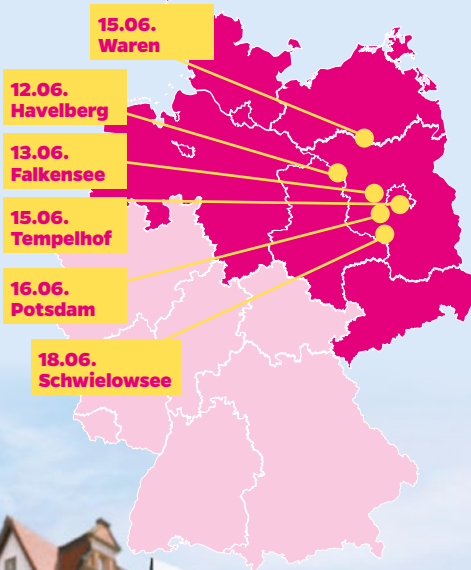 15.06.
Waren
12.06.
Havelberg
13.06.
Falkensee
15.06.
Tempelhof
16.06.
Potsdam
18.06.
Schwielowsee